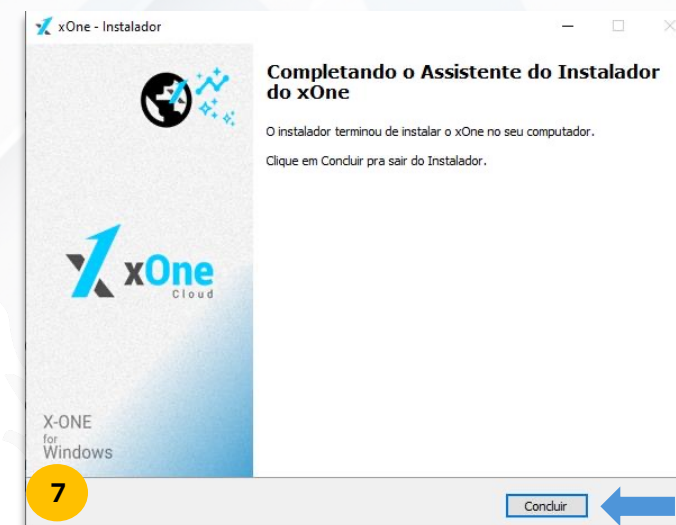 xOne - Instalador
Completando o Assistente do Instalador
do xOne
O instalador terminou de instalar o xOne no seu computador.
Clique em Concluir pra sair do Instalador.
xOne
Cloud
X-ONE
for
Windows
7
Concluir